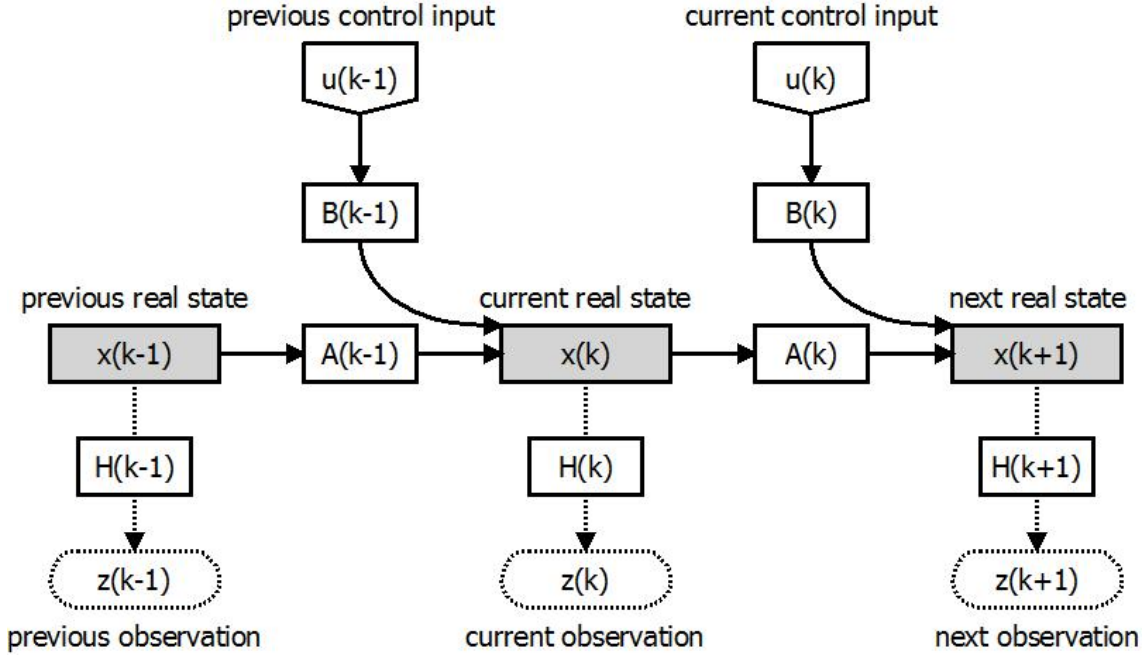 previous control input
current control input
u(k-1)
u(k)
B(k-1)
B(k)
previous real state
current real state
next real state
x(k-1)
A(k-1)
x(k)
A(k)
x(k+1)
H(k-1)
H(k)
H(k+1)
z(k-1)
z(k)
z(k+1)
previous observation
current observation
next observation